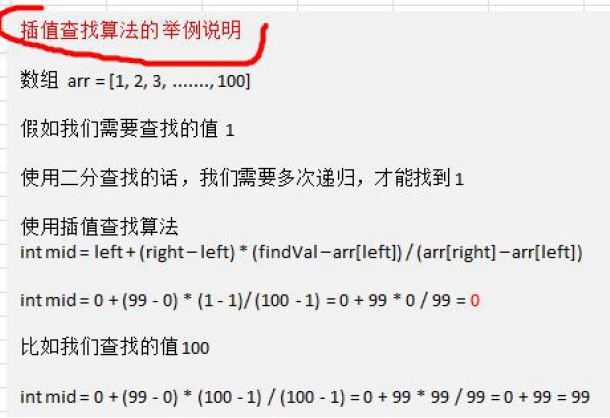 插值查找算法的举例说明
数组 arr = [1, 2, 3, ......., 100]
假如我们需要查找的值 1
使用二分查找的话，我们需要多次递归，才能找到 1
使用插值查找算法
int mid = left + (right – left) * (findVal – arr[left]) / (arr[right] – arr[left])
int mid = 0 + (99 - 0) * (1 - 1)/ (100 - 1) = 0 + 99 * 0 / 99 = 0
比如我们查找的值 100
int mid = 0 + (99 - 0) * (100 - 1) / (100 - 1) = 0 + 99 * 99 / 99 = 0 + 99 = 99